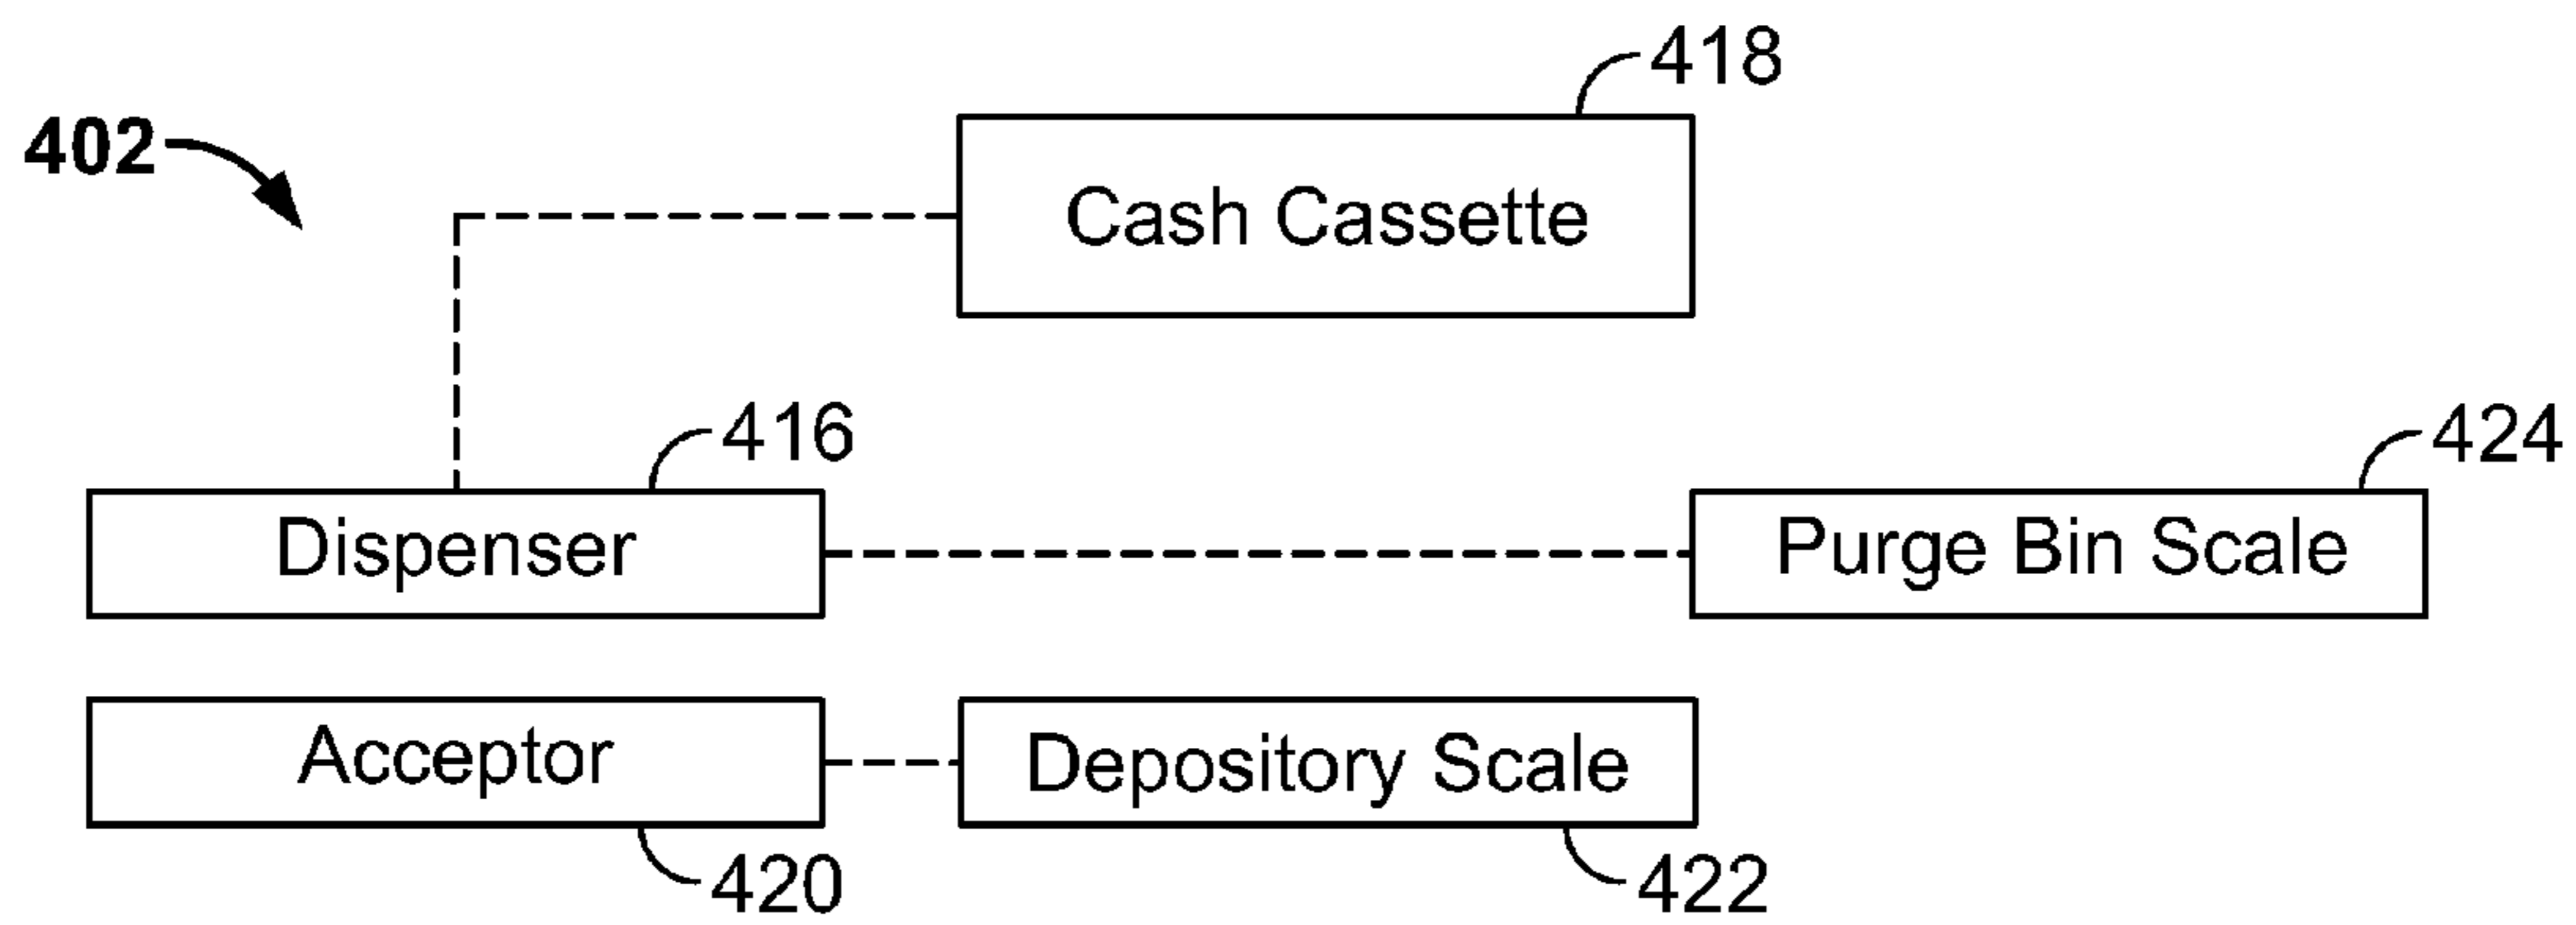 418
402
Cash Cassette
416
424
Dispenser
Purge Bin Scale
Acceptor
Depository Scale
420
422